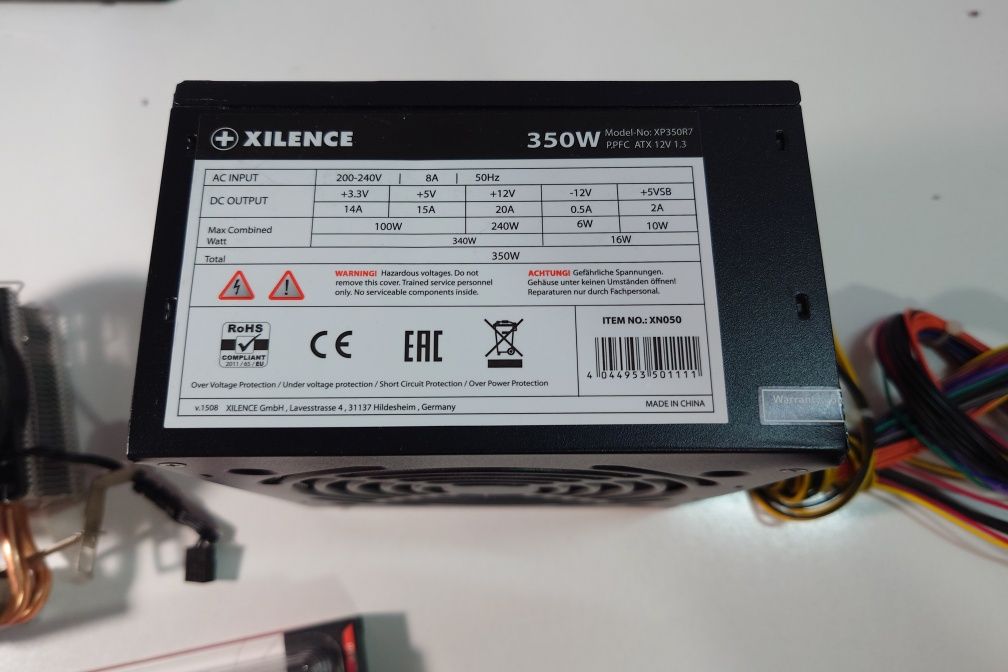 XILENCE
350W
Model-No: XP350R7
P.PFC ATX 12V 1.3
AC INPUT 200-240V | 8A | 50Hz
DC OUTPUT +3.3V +5V +12V -12V +5VSB
14A 15A 20A 0.5A 2A
Max Combined Watt 100W 240W 6W 10W
340W 16W
Total 350W
WARNING! Hazardous voltages. Do not
remove this cover. Trained service personnel
only. No serviceable components inside.
ACHTUNG! Gefährliche Spannungen.
Gehäuse unter keinen Umständen öffnen!
Reparaturen nur durch Fachpersonal.
RoHS
COMPLIANT
2011/65/EU
CE
EAC
ITEM NO.: XN050
4 044953 501111
Over Voltage Protection / Under voltage protection / Short Circuit Protection / Over Power Protection
v.1508 XILENCE GmbH , Lavesstrasse 4 , 31137 Hildesheim , Germany
MADE IN CHINA
Warranty